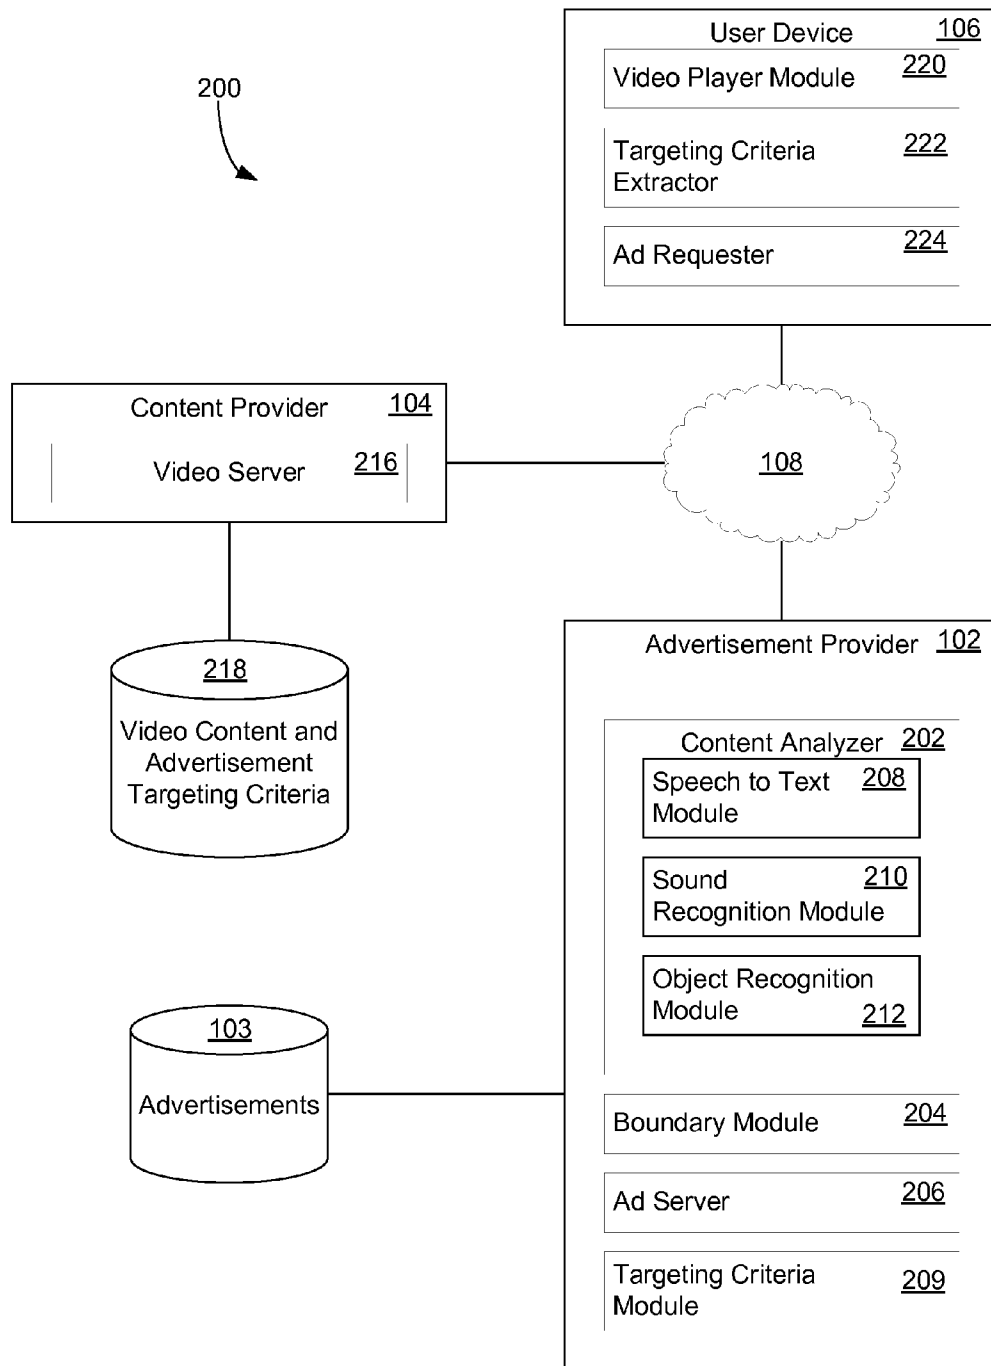 200
User Device 106
Video Player Module 220
Targeting Criteria 222
Extractor
Ad Requester 224
Content Provider 104
Video Server 216
108
218
Video Content and
Advertisement
Targeting Criteria
Advertisement Provider 102
Content Analyzer 202
Speech to Text 208
Module
Sound 210
Recognition Module
Object Recognition
Module 212
103
Advertisements
Boundary Module 204
Ad Server 206
Targeting Criteria 209
Module